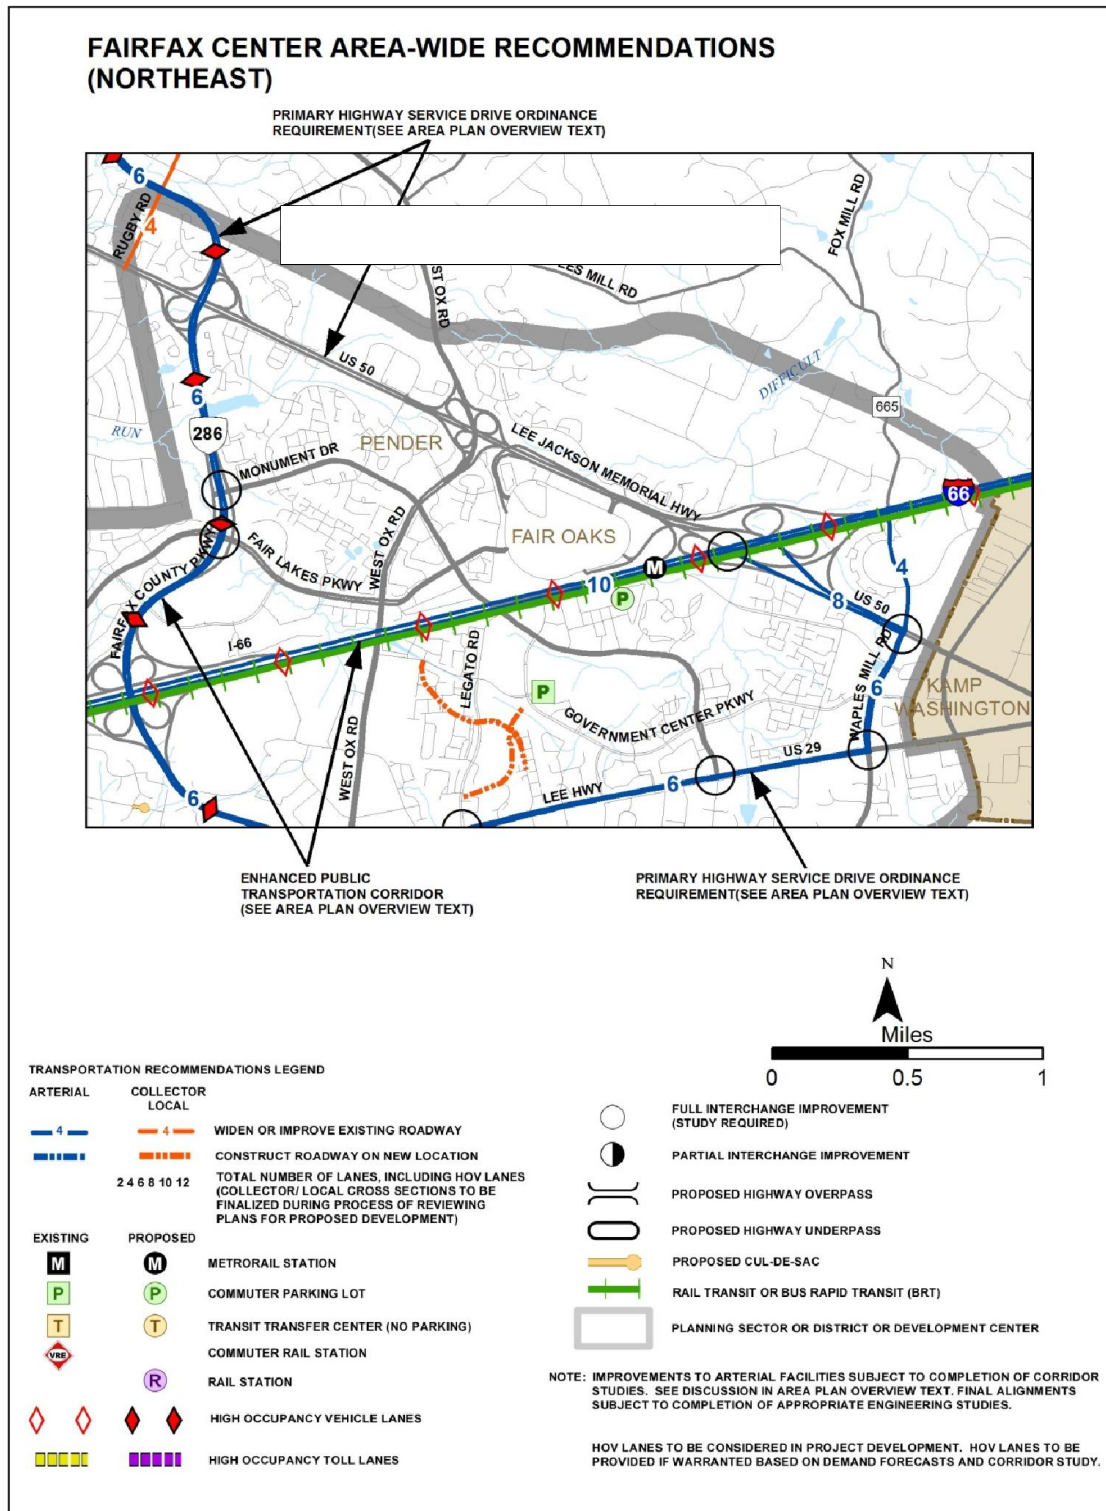 FAIRFAX CENTER AREA-WIDE RECOMMENDATIONS
(NORTHEAST)
PRIMARY HIGHWAY SERVICE DRIVE ORDINANCE
REQUIREMENT(SEE AREA PLAN OVERVIEW TEXT)
6
RUGBY RD
4
FOX MILL RD
MILL RD
ST OX RD
US 50
DIFFICULT
665
6
RUN
286
MONUMENT DR
PENDER
LEE JACKSON MEMORIAL HWY
66
WEST OX RD
FAIR OAKS
FAIR LAKES PKWY
M
10
P
4
8
US 50
FAIRFAX COUNTY PKWY
I-66
LEGATO RD
P
GOVERNMENT CENTER PKWY
WAPLES MILL RD
6
KAMP
WASHINGTON
WEST OX RD
US 29
LEE HWY
6
6
ENHANCED PUBLIC
TRANSPORTATION CORRIDOR
(SEE AREA PLAN OVERVIEW TEXT)
PRIMARY HIGHWAY SERVICE DRIVE ORDINANCE
REQUIREMENT(SEE AREA PLAN OVERVIEW TEXT)
N
Miles
0 0.5 1
TRANSPORTATION RECOMMENDATIONS LEGEND
ARTERIAL COLLECTOR
LOCAL
4 4 WIDEN OR IMPROVE EXISTING ROADWAY
CONSTRUCT ROADWAY ON NEW LOCATION
2 4 6 8 10 12 TOTAL NUMBER OF LANES, INCLUDING HOV LANES
(COLLECTOR/ LOCAL CROSS SECTIONS TO BE
FINALIZED DURING PROCESS OF REVIEWING
PLANS FOR PROPOSED DEVELOPMENT)
EXISTING PROPOSED
M M METRORAIL STATION
P P COMMUTER PARKING LOT
T T TRANSIT TRANSFER CENTER (NO PARKING)
VRE COMMUTER RAIL STATION
R RAIL STATION
HIGH OCCUPANCY VEHICLE LANES
HIGH OCCUPANCY TOLL LANES
FULL INTERCHANGE IMPROVEMENT
(STUDY REQUIRED)
PARTIAL INTERCHANGE IMPROVEMENT
PROPOSED HIGHWAY OVERPASS
PROPOSED HIGHWAY UNDERPASS
PROPOSED CUL-DE-SAC
RAIL TRANSIT OR BUS RAPID TRANSIT (BRT)
PLANNING SECTOR OR DISTRICT OR DEVELOPMENT CENTER
NOTE: IMPROVEMENTS TO ARTERIAL FACILITIES SUBJECT TO COMPLETION OF CORRIDOR
STUDIES. SEE DISCUSSION IN AREA PLAN OVERVIEW TEXT. FINAL ALIGNMENTS
SUBJECT TO COMPLETION OF APPROPRIATE ENGINEERING STUDIES.
HOV LANES TO BE CONSIDERED IN PROJECT DEVELOPMENT. HOV LANES TO BE
PROVIDED IF WARRANTED BASED ON DEMAND FORECASTS AND CORRIDOR STUDY.